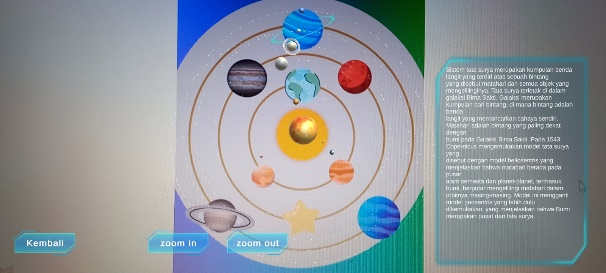 Sistem tata surya merupakan kumpulan benda
langit yang terdiri atas sebuah bintang
yang disebut matahari dan semua objek yang
mengelilinginya. Tata surya terletak di dalam
galaksi Bima Sakti. Galaksi merupakan
kumpulan dari bintang, di mana bintang adalah
benda
langit yang memancarkan cahaya sendiri.
Matahari adalah bintang yang paling dekat
dengan
bumi pada Galaksi Bima Sakti. Pada 1543,
Copernicus mengemukakan model tata surya
yang
disebut dengan model heliosentris yang
menjelaskan bahwa matahari berada pada
pusat
alam semesta dan planet-planet, termasuk
bumi, berputar mengelilingi matahari dalam
orbitnya masing-masing. Model ini mengganti
model geosentris yang lebih dulu
dikemukakan, yang menjelaskan bahwa Bumi
merupakan pusat dari tata surya.
Kembali
zoom in
zoom out